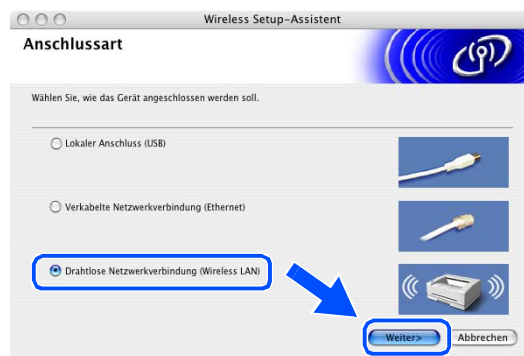 Wireless Setup-Assistent
Anschlussart
Wählen Sie, wie das Gerät angeschlossen werden soll.
Lokaler Anschluss (USB)
Verkabelte Netzwerkverbindung (Ethernet)
Drahtlose Netzwerkverbindung (Wireless LAN)
Weiter>
Abbrechen